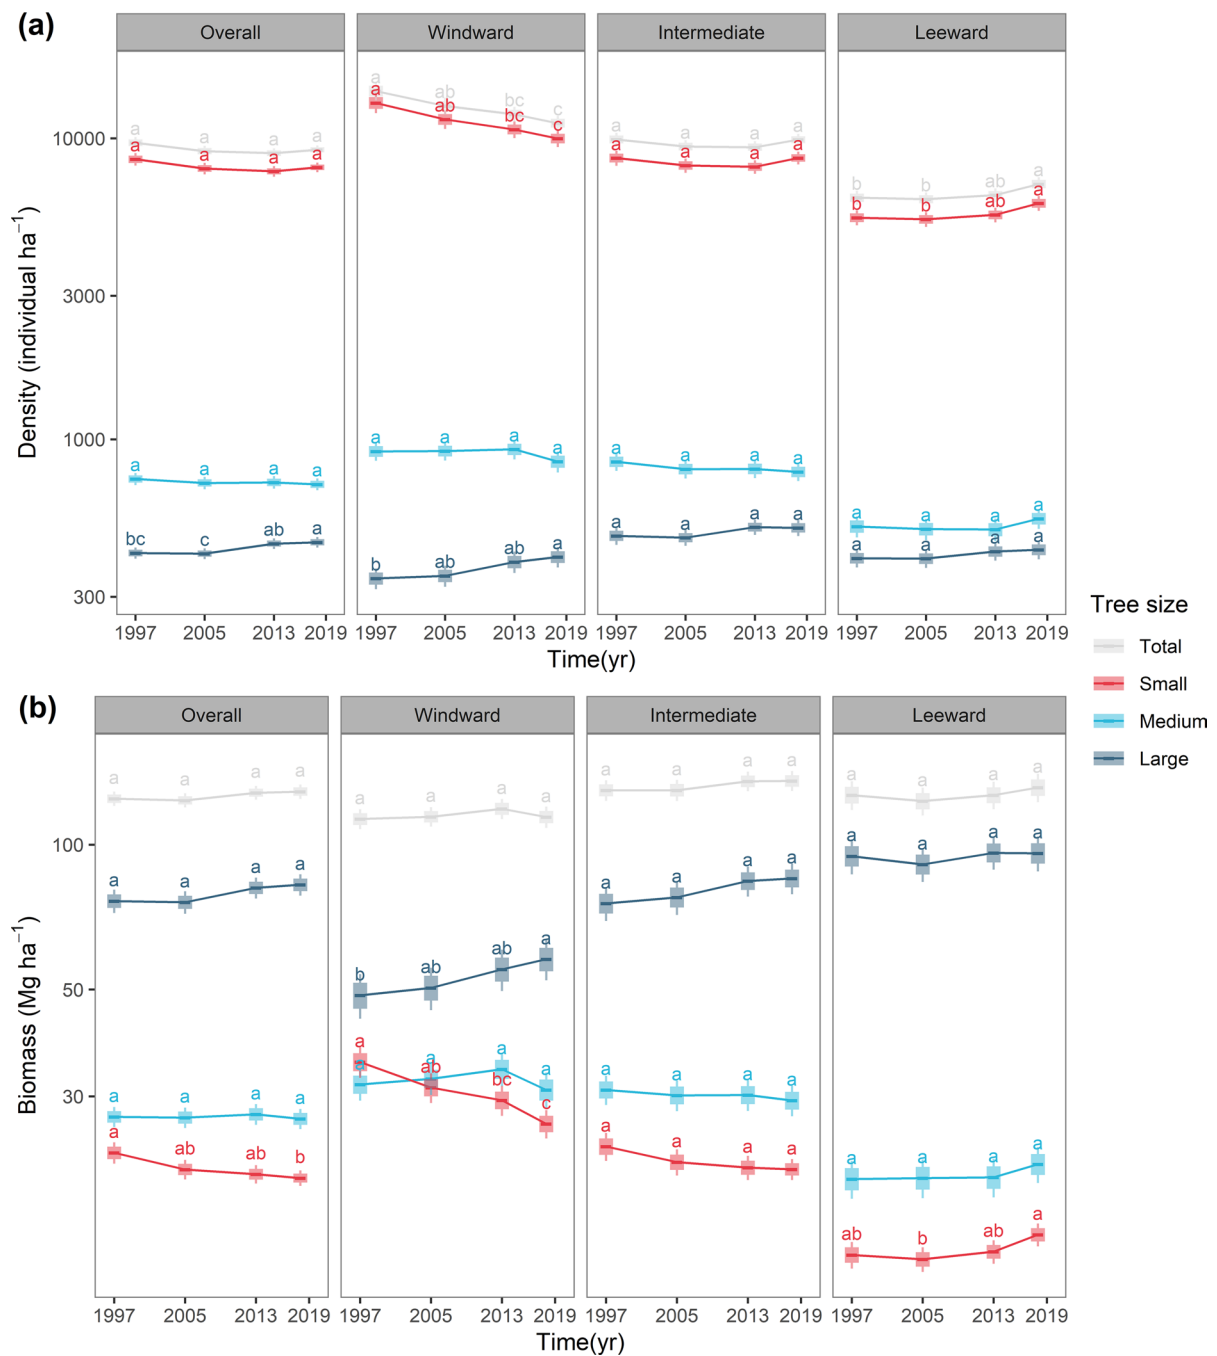 (a)
Overall Windward Intermediate Leeward
a a a a
a a a a
a a a a
bc c ab a
a ab bc c
a ab bc c
a a a a
b ab ab a
a a a a
a a a a
a a a a
a a a a
b b ab a
b b ab a
a a a a
a a a a
10000
3000
1000
300
Density (individual ha⁻¹)
1997 2005 2013 2019 1997 2005 2013 2019 1997 2005 2013 2019 1997 2005 2013 2019
Time(yr)
Tree size
Total
Small
Medium
Large
(b)
Overall Windward Intermediate Leeward
a a a a
a a a a
a a a a
a ab ab b
a a a a
b ab ab a
a a a a
a ab bc c
a a a a
a a a a
a a a a
a a a a
a a a a
a a a a
a a a a
ab b ab a
100
50
30
Biomass (Mg ha⁻¹)
1997 2005 2013 2019 1997 2005 2013 2019 1997 2005 2013 2019 1997 2005 2013 2019
Time(yr)